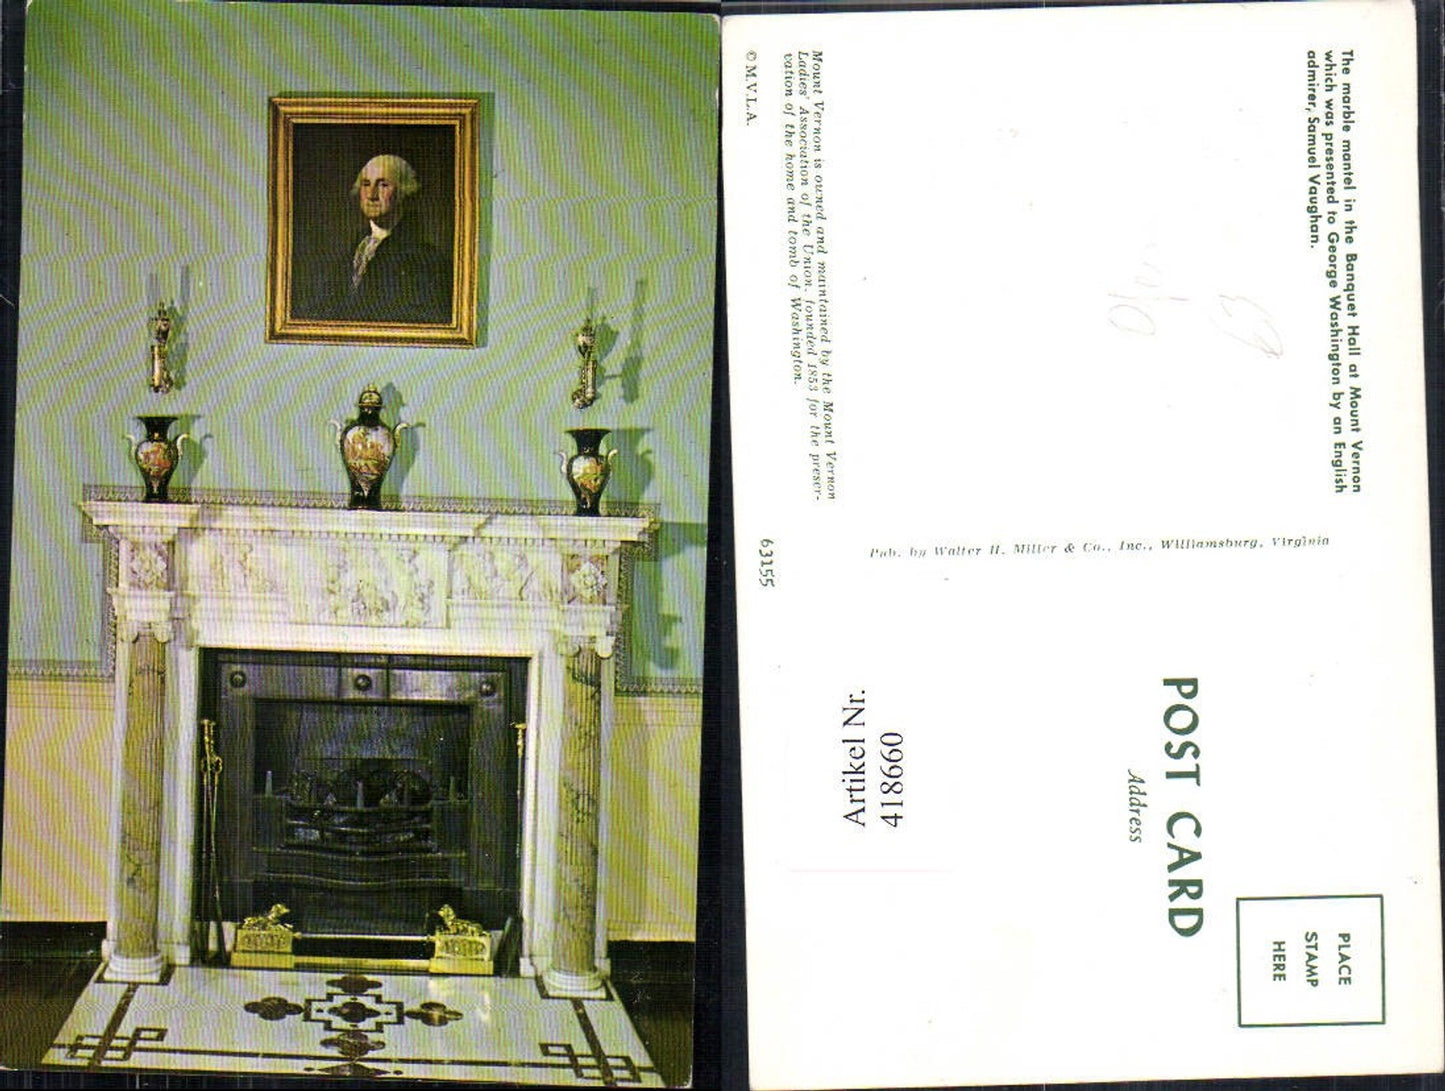 The marble mantel in the Banquet Hall at Mount Vernon
which was presented to George Washington by an English
admirer, Samuel Vaughan.
Mount Vernon is owned and maintained by the Mount Vernon
Ladies' Association of the Union, founded 1853 for the preser-
vation of the home and tomb of Washington.
© M.V.L.A.
Pub. by Walter H. Miller & Co., Inc., Williamsburg, Virginia
63155
POST CARD
Address
PLACE
STAMP
HERE
Artikel Nr.
418660